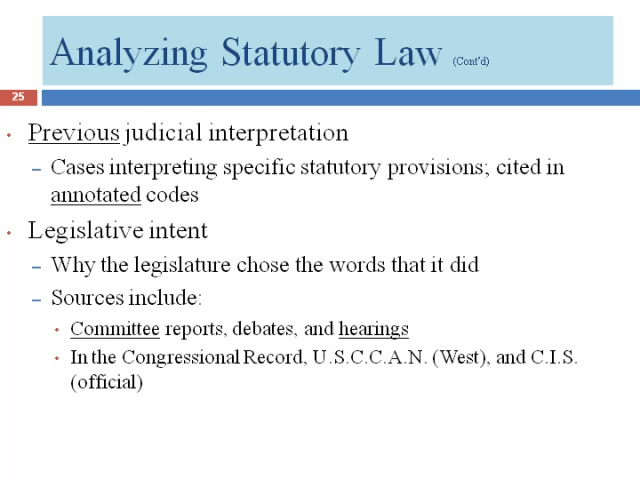 Analyzing Statutory Law (Cont'd)
25
• Previous judicial interpretation
– Cases interpreting specific statutory provisions; cited in
annotated codes
• Legislative intent
– Why the legislature chose the words that it did
– Sources include:
• Committee reports, debates, and hearings
• In the Congressional Record, U.S.C.C.A.N. (West), and C.I.S.
(official)